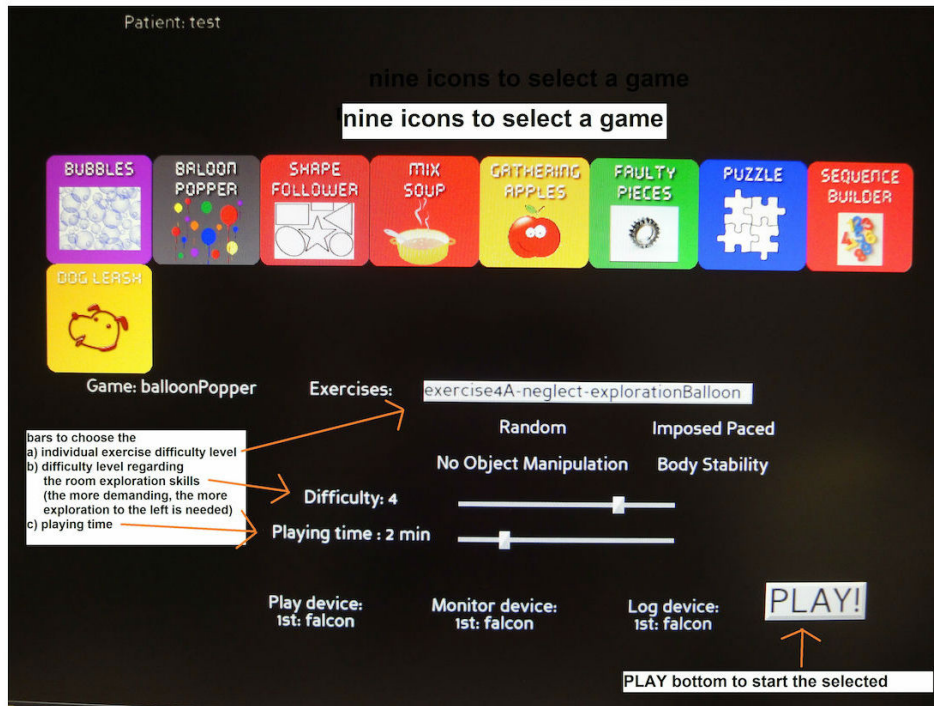 Patient: test
nine icons to select a game
nine icons to select a game
BUBBLES
BALOON
POPPER
SHAPE
FOLLOWER
MIX
SOUP
GATHERING
APPLES
FAULTY
PIECES
PUZZLE
SEQUENCE
BUILDER
DOG LEASH
Game: balloonPopper
Exercises:
exercise4A-neglect-explorationBalloon
Random
Imposed Paced
No Object Manipulation
Body Stability
bars to choose the
a) individual exercise difficulty level
b) difficulty level regarding
the room exploration skills
(the more demanding, the more
exploration to the left is needed)
c) playing time
Difficulty: 4
Playing time : 2 min
Play device:
1st: falcon
Monitor device:
1st: falcon
Log device:
1st: falcon
PLAY!
PLAY bottom to start the selected